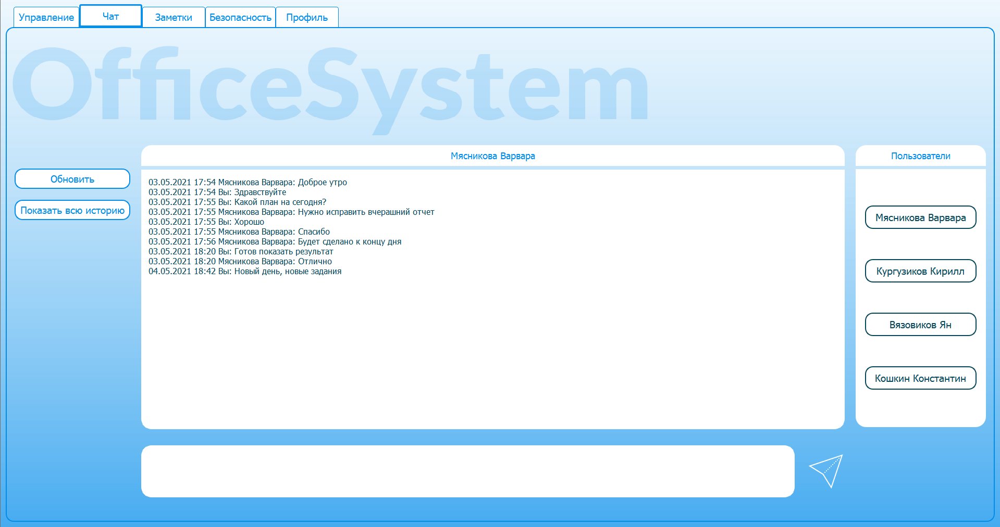 Управление
Чат
Заметки
Безопасность
Профиль
OfficeSystem
Обновить
Показать всю историю
Мясникова Варвара
03.05.2021 17:54 Мясникова Варвара: Доброе утро
03.05.2021 17:54 Вы: Здравствуйте
03.05.2021 17:55 Вы: Какой план на сегодня?
03.05.2021 17:55 Мясникова Варвара: Нужно исправить вчерашний отчет
03.05.2021 17:55 Вы: Хорошо
03.05.2021 17:55 Мясникова Варвара: Спасибо
03.05.2021 17:56 Мясникова Варвара: Будет сделано к концу дня
03.05.2021 18:20 Вы: Готов показать результат
03.05.2021 18:20 Мясникова Варвара: Отлично
04.05.2021 18:42 Вы: Новый день, новые задания
Пользователи
Мясникова Варвара
Кургузиков Кирилл
Вязовиков Ян
Кошкин Константин